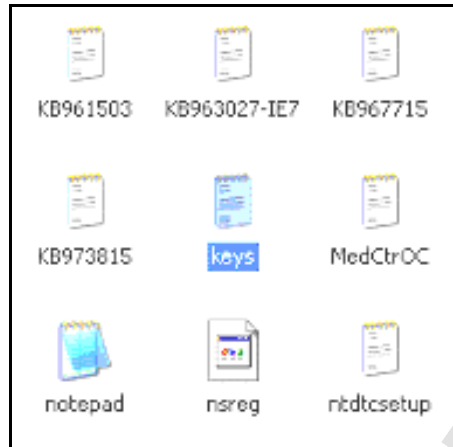 KB961503 KB963027-IE7 KB967715
KB973815 keys MedCtrOC
notepad nsreg ntdtcsetup